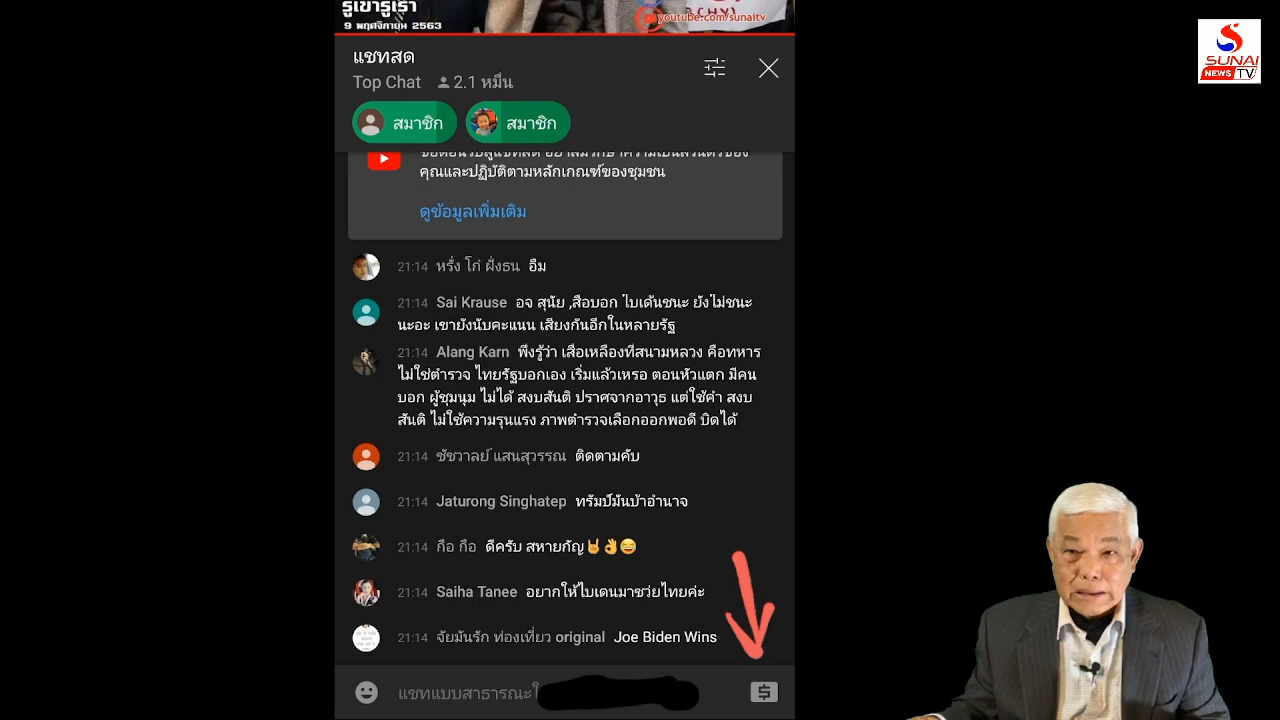 รู้เขารู้เรา
9 พฤศจิกายน 2563
youtube.com/sunaitv
SUNAI
NEWS TV
แชทสด
Top Chat 2.1 หมื่น
สมาชิก สมาชิก
คุณและปฏิบัติตามหลักเกณฑ์ของชุมชน
ดูข้อมูลเพิ่มเติม
21:14 หรั่ง โก๋ ฝั่งธน อืม
21:14 Sai Krause อจ สุนัย ,สื่อบอก ไบเด้นชนะ ยังไม่ชนะ
นะอะ เขายังนับคะแนน เสียงกันอีกในหลายรัฐ
21:14 Alang Karn พึ่งรู้ว่า เสื้อเหลืองที่สนามหลวง คือทหาร
ไม่ใช่ตำรวจ ไทยรัฐบอกเอง เริ่มแล้วเหรอ ตอนหัวแตก มีคน
บอก ผู้ชุมนุม ไม่ได้ สงบสันติ ปราศจากอาวุธ แต่ใช้คำ สงบ
สันติ ไม่ใช้ความรุนแรง ภาพตำรวจเลือกออกพอดี บิดได้
21:14 ชัชวาลย์ แสนสุวรรณ ติดตามคับ
21:14 Jaturong Singhatep ทรัมป์มันบ้าอำนาจ
21:14 กือ กือ ดีครับ สหายกัญ🤘👌😂
21:14 Saiha Tanee อยากให้ไบเดนมาชว่ยไทยค่ะ
21:14 จัยมันรัก ท่องเที่ยว original Joe Biden Wins
แชทแบบสาธารณะ